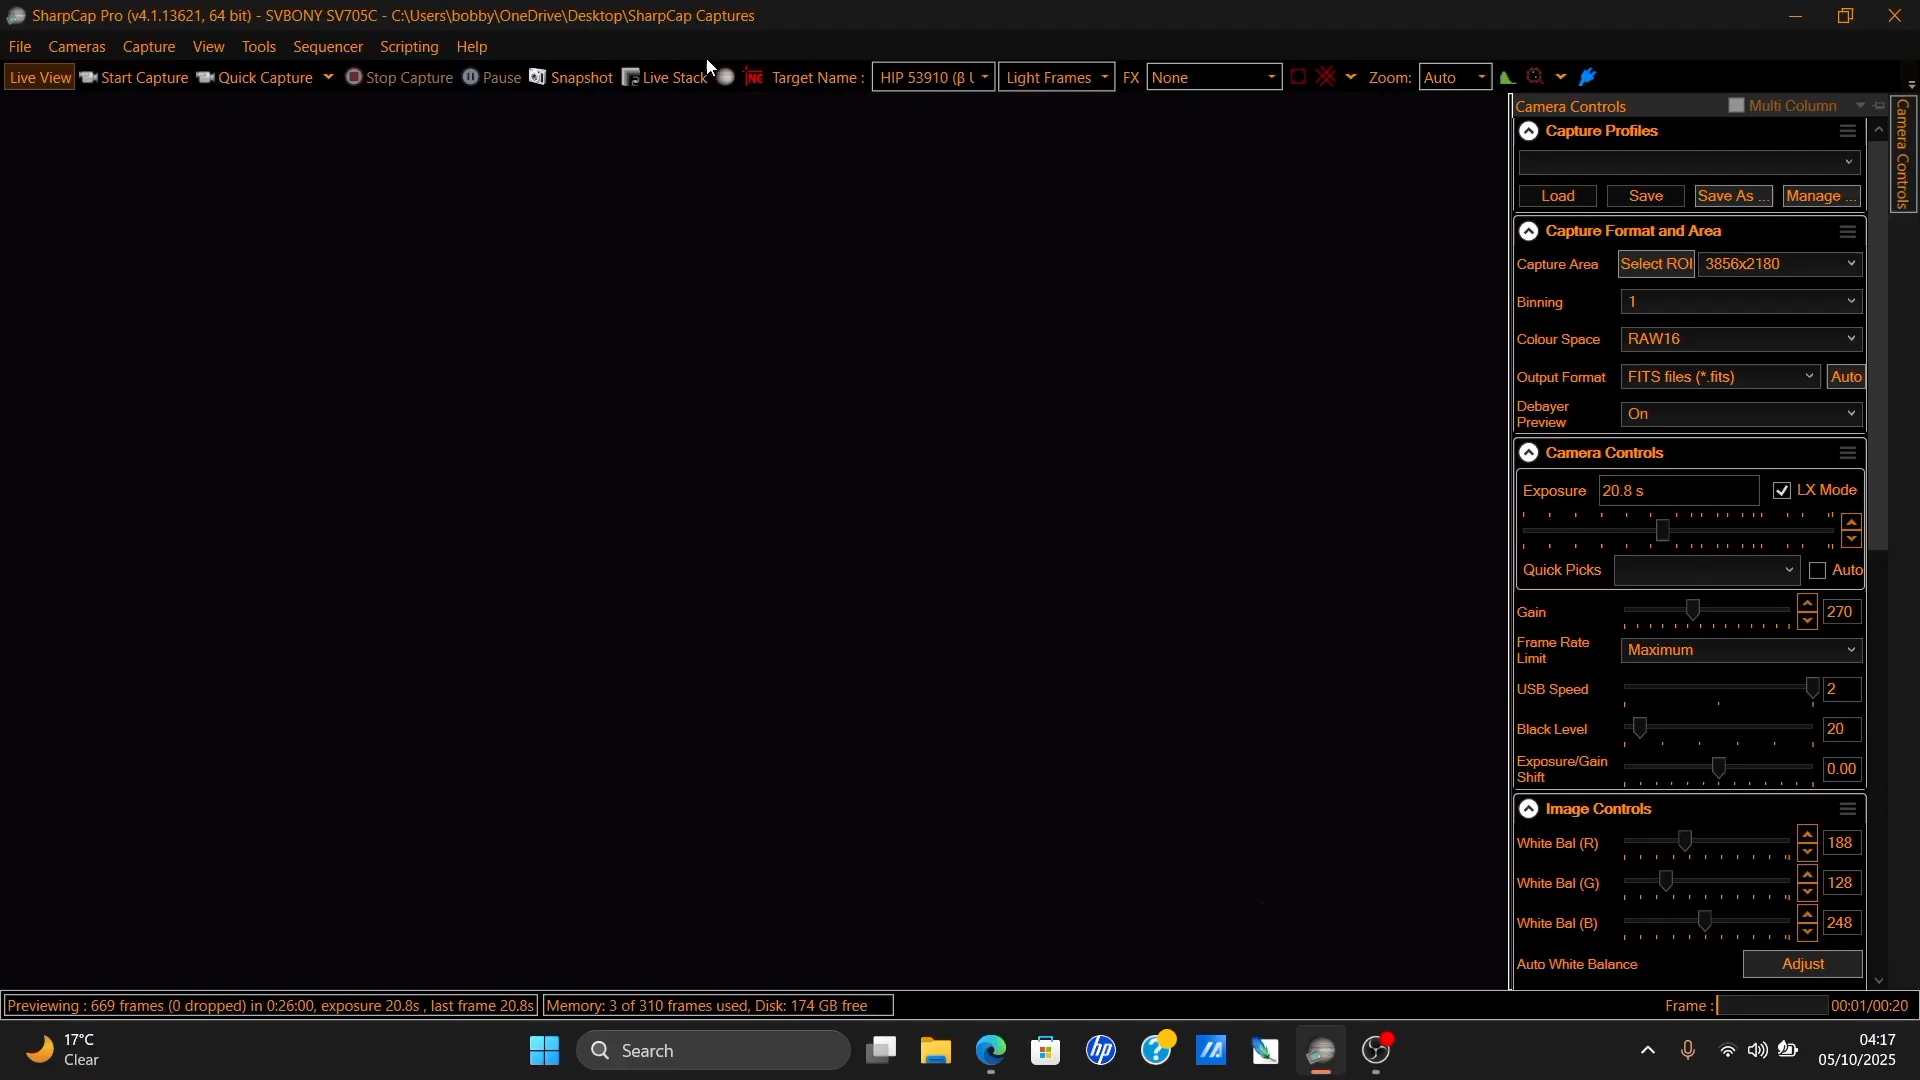 SharpCap Pro (v4.1.13621, 64 bit) - SVBONY SV705C - C:\Users\bobby\OneDrive\Desktop\SharpCap Captures
File Cameras Capture View Tools Sequencer Scripting Help
Live View Start Capture Quick Capture Stop Capture Pause Snapshot Live Stack Target Name : HIP 53910 (β Light Frames FX None Zoom: Auto
Camera Controls Multi Column
Camera Controls
Capture Profiles
Load Save Save As ... Manage ...
Capture Format and Area
Capture Area Select ROI 3856x2180
Binning 1
Colour Space RAW16
Output Format FITS files (*.fits) Auto
Debayer
Preview On
Camera Controls
Exposure 20.8 s LX Mode
Quick Picks Auto
Gain 270
Frame Rate
Limit Maximum
USB Speed 2
Black Level 20
Exposure/Gain
Shift 0.00
Image Controls
White Bal (R) 188
White Bal (G) 128
White Bal (B) 248
Auto White Balance Adjust
Previewing : 669 frames (0 dropped) in 0:26:00, exposure 20.8s , last frame 20.8s Memory: 3 of 310 frames used, Disk: 174 GB free Frame : 00:01/00:20
17°C
Clear
Search
hp
04:17
05/10/2025